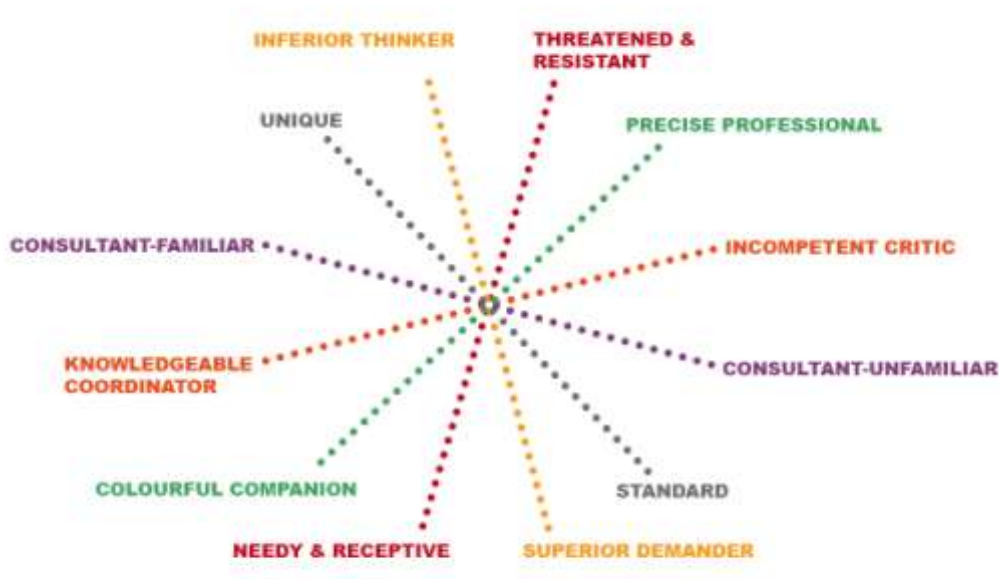 INFERIOR THINKER
THREATENED &
RESISTANT
UNIQUE
PRECISE PROFESSIONAL
CONSULTANT-FAMILIAR
INCOMPETENT CRITIC
KNOWLEDGEABLE
COORDINATOR
CONSULTANT-UNFAMILIAR
COLOURFUL COMPANION
STANDARD
NEEDY & RECEPTIVE
SUPERIOR DEMANDER